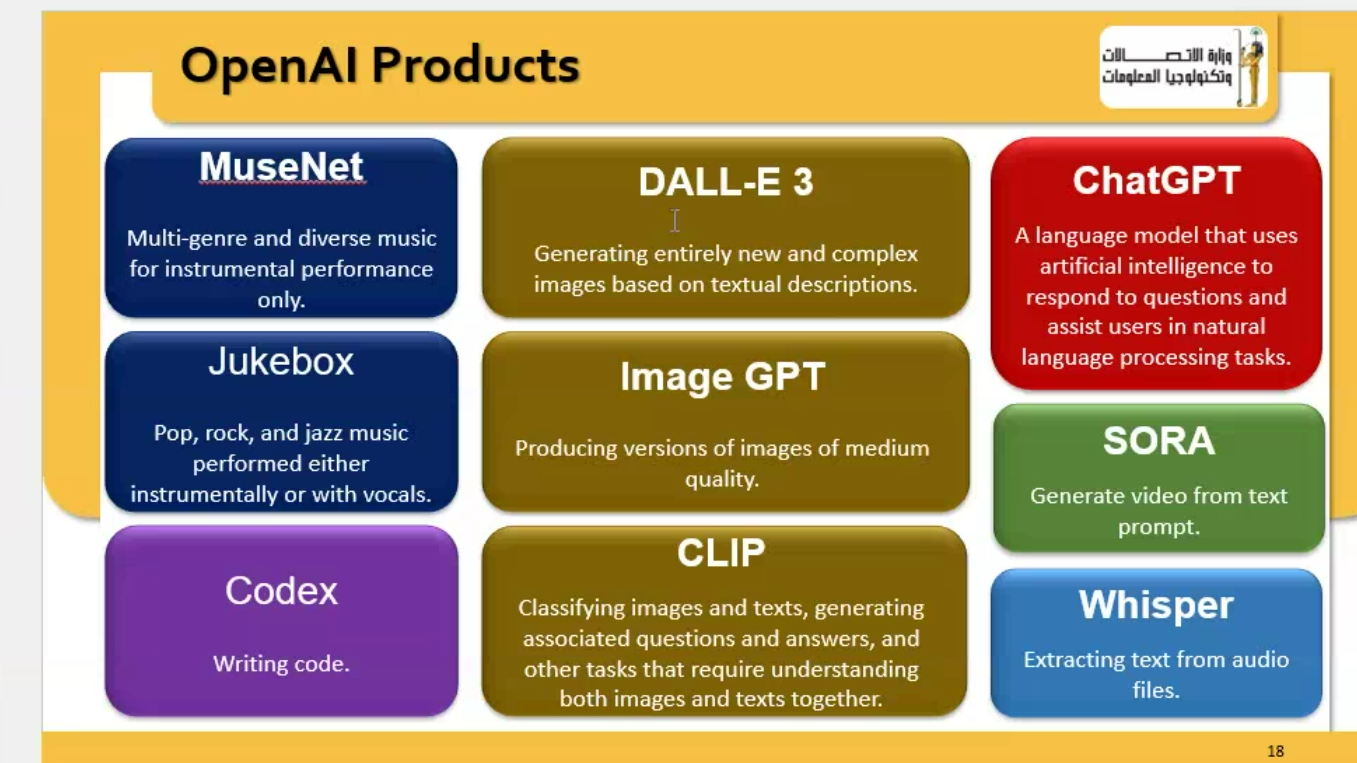 OpenAI Products
وزارة الاتصـــــالات
وتكنولوجيا المعلومات
MuseNet
Multi-genre and diverse music
for instrumental performance
only.
DALL-E 3
Generating entirely new and complex
images based on textual descriptions.
ChatGPT
A language model that uses
artificial intelligence to
respond to questions and
assist users in natural
language processing tasks.
Jukebox
Pop, rock, and jazz music
performed either
instrumentally or with vocals.
Image GPT
Producing versions of images of medium
quality.
SORA
Generate video from text
prompt.
Codex
Writing code.
CLIP
Classifying images and texts, generating
associated questions and answers, and
other tasks that require understanding
both images and texts together.
Whisper
Extracting text from audio
files.
18